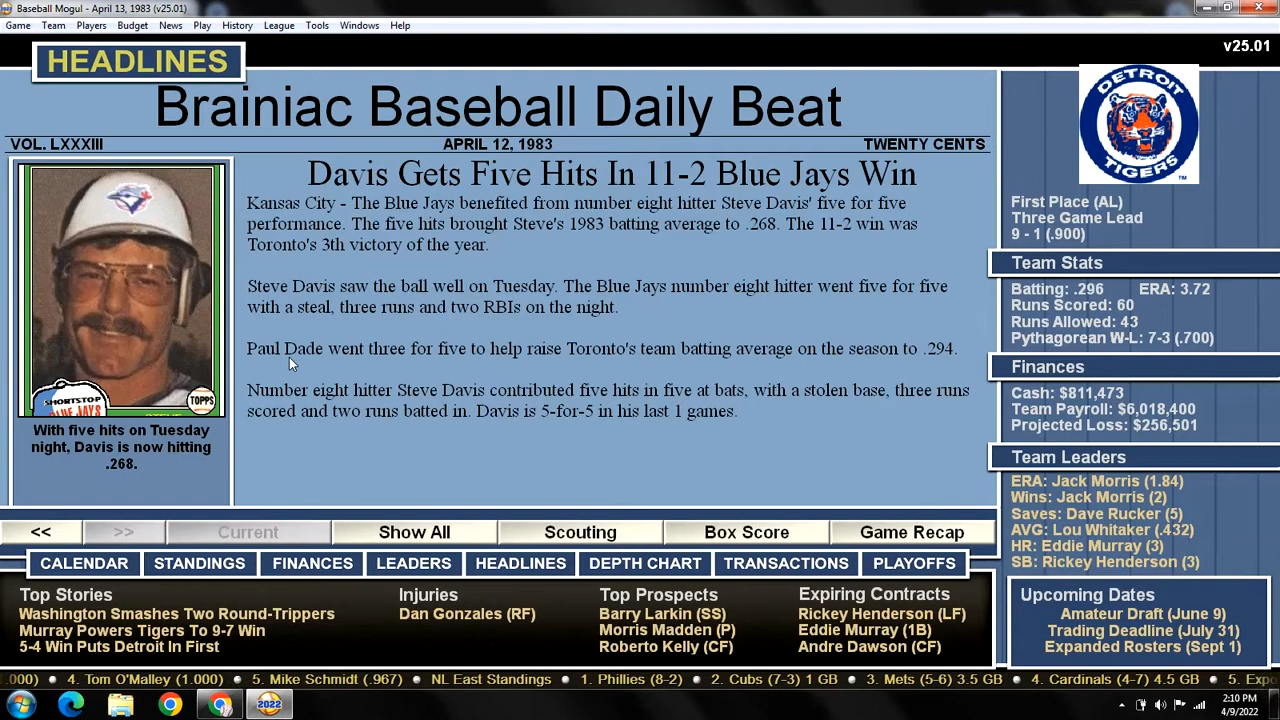 Baseball Mogul - April 13, 1983 (v25.01)
Game Team Players Budget News Play History League Tools Windows Help
HEADLINES
v25.01
Brainiac Baseball Daily Beat
VOL. LXXXIII APRIL 12, 1983 TWENTY CENTS
Davis Gets Five Hits In 11-2 Blue Jays Win
Kansas City - The Blue Jays benefited from number eight hitter Steve Davis' five for five
performance. The five hits brought Steve's 1983 batting average to .268. The 11-2 win was
Toronto's 3th victory of the year.
Steve Davis saw the ball well on Tuesday. The Blue Jays number eight hitter went five for five
with a steal, three runs and two RBIs on the night.
Paul Dade went three for five to help raise Toronto's team batting average on the season to .294.
Number eight hitter Steve Davis contributed five hits in five at bats, with a stolen base, three runs
scored and two runs batted in. Davis is 5-for-5 in his last 1 games.
SHORTSTOP
BLUE JAYS
TOPPS
STEVE
With five hits on Tuesday
night, Davis is now hitting
.268.
DETROIT
TIGERS
TM
First Place (AL)
Three Game Lead
9 - 1 (.900)
Team Stats
Batting: .296 ERA: 3.72
Runs Scored: 60
Runs Allowed: 43
Pythagorean W-L: 7-3 (.700)
Finances
Cash: $811,473
Team Payroll: $6,018,400
Projected Loss: $256,501
Team Leaders
ERA: Jack Morris (1.84)
Wins: Jack Morris (2)
Saves: Dave Rucker (5)
AVG: Lou Whitaker (.432)
HR: Eddie Murray (3)
SB: Rickey Henderson (3)
<< >> Current Show All Scouting Box Score Game Recap
CALENDAR STANDINGS FINANCES LEADERS HEADLINES DEPTH CHART TRANSACTIONS PLAYOFFS
Top Stories
Washington Smashes Two Round-Trippers
Murray Powers Tigers To 9-7 Win
5-4 Win Puts Detroit In First
Injuries
Dan Gonzales (RF)
Top Prospects
Barry Larkin (SS)
Morris Madden (P)
Roberto Kelly (CF)
Expiring Contracts
Rickey Henderson (LF)
Eddie Murray (1B)
Andre Dawson (CF)
Upcoming Dates
Amateur Draft (June 9)
Trading Deadline (July 31)
Expanded Rosters (Sept 1)
.000) 4. Tom O'Malley (1.000) 5. Mike Schmidt (.967) NL East Standings 1. Phillies (8-2) 2. Cubs (7-3) 1 GB 3. Mets (5-6) 3.5 GB 4. Cardinals (4-7) 4.5 GB 5. Expo
2022
2:10 PM
4/9/2022